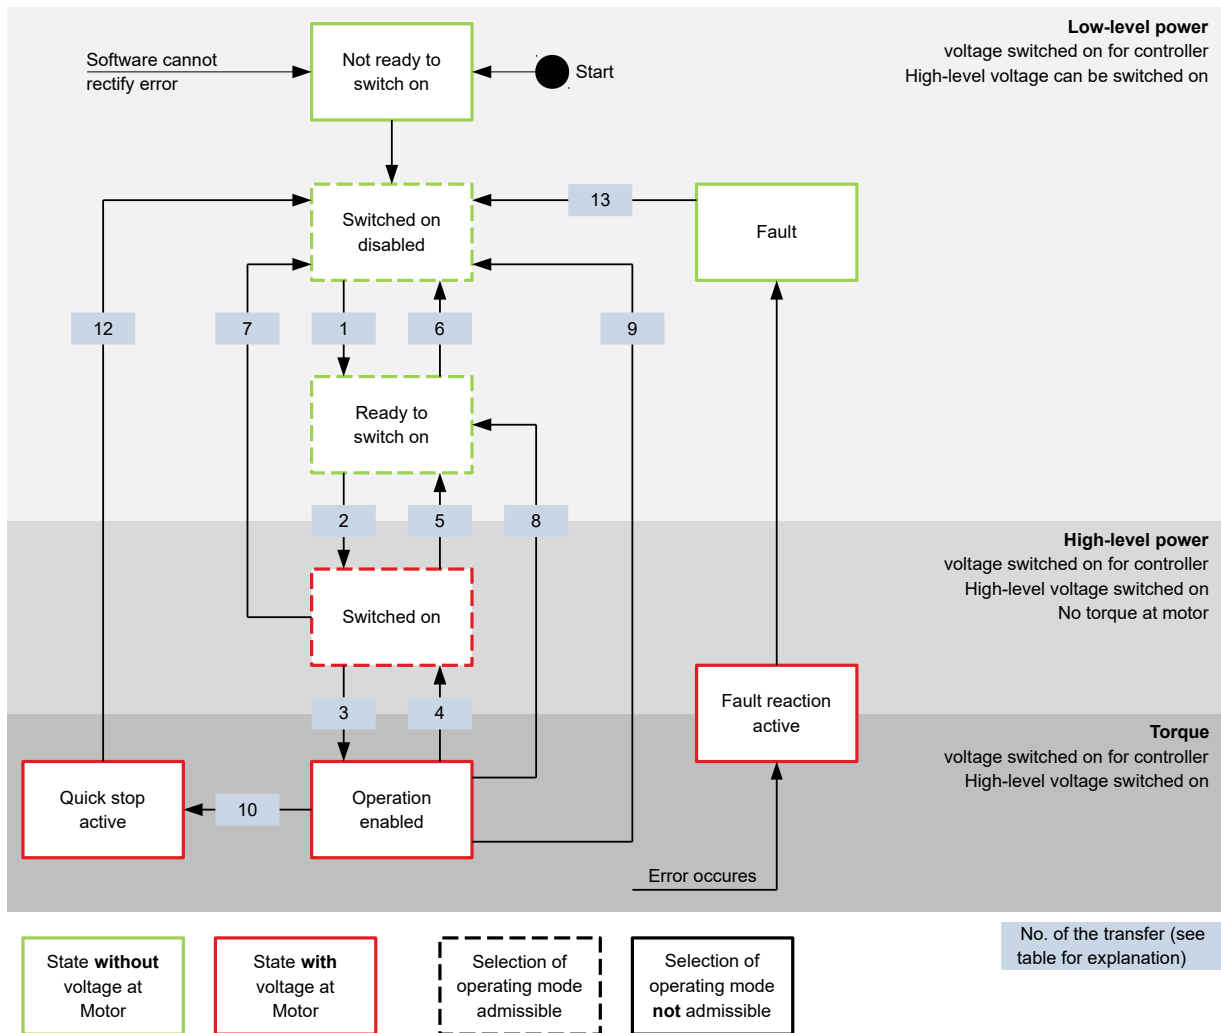 Low-level power
voltage switched on for controller
High-level voltage can be switched on
Software cannot
rectify error
Not ready to
switch on
Start
Switched on
disabled
13
Fault
12
7
1
6
9
Ready to
switch on
2
5
8
High-level power
voltage switched on for controller
High-level voltage switched on
No torque at motor
Switched on
3
4
Fault reaction
active
Torque
voltage switched on for controller
High-level voltage switched on
Quick stop
active
10
Operation
enabled
Error occures
State without
voltage at
Motor
State with
voltage at
Motor
Selection of
operating mode
admissible
Selection of
operating mode
not admissible
No. of the transfer (see
table for explanation)